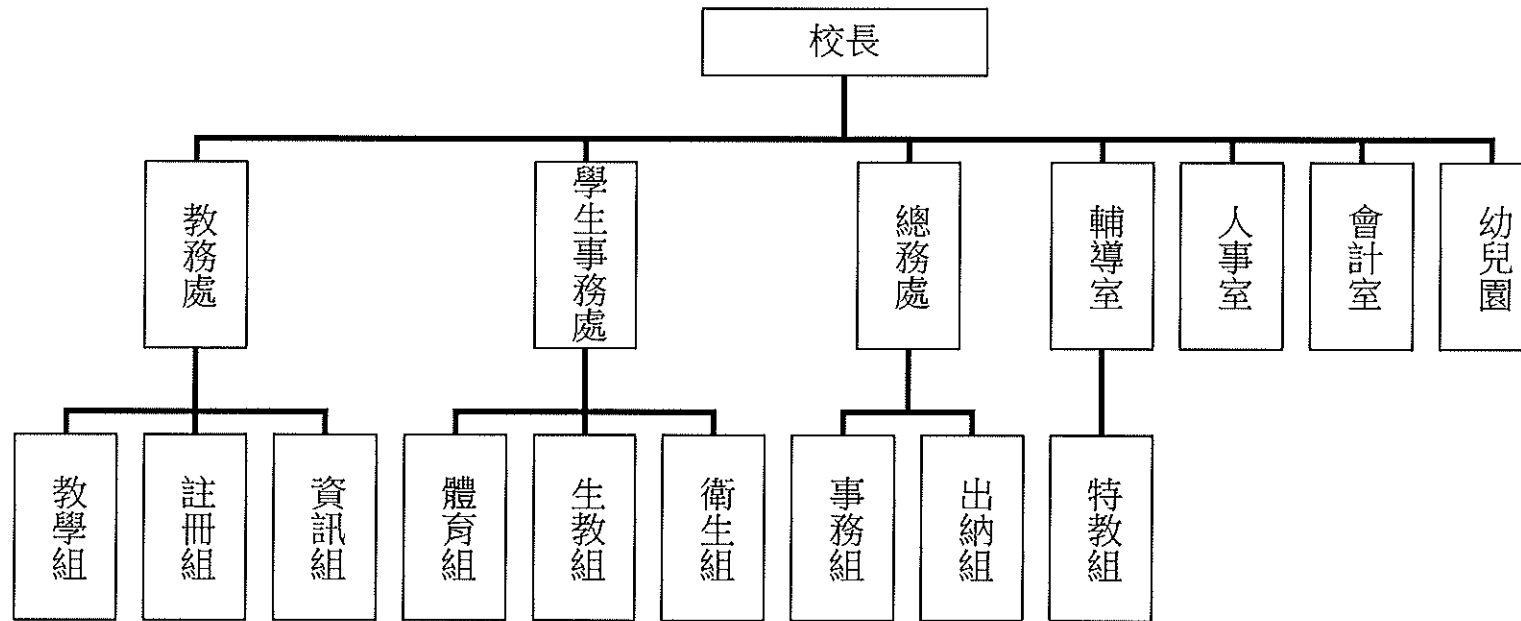 校長
教務處
學生事務處
總務處
輔導室
人事室
會計室
幼兒園
教學組
註冊組
資訊組
體育組
生教組
衛生組
事務組
出納組
特教組